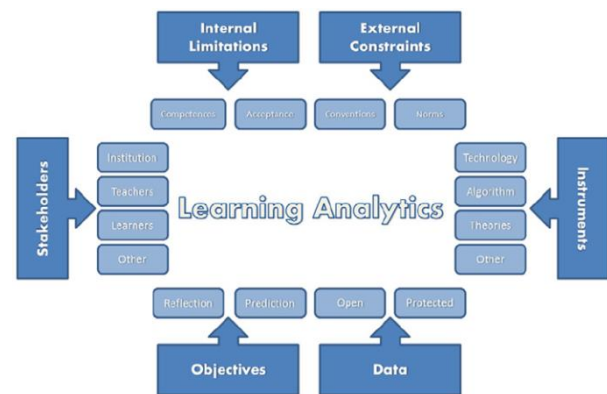 Internal
Limitations
External
Constraints
Competences
Acceptance
Conventions
Norms
Stakeholders
Institution
Teachers
Learners
Other
Learning Analytics
Technology
Algorithm
Theories
Other
Instruments
Reflection
Prediction
Open
Protected
Objectives
Data